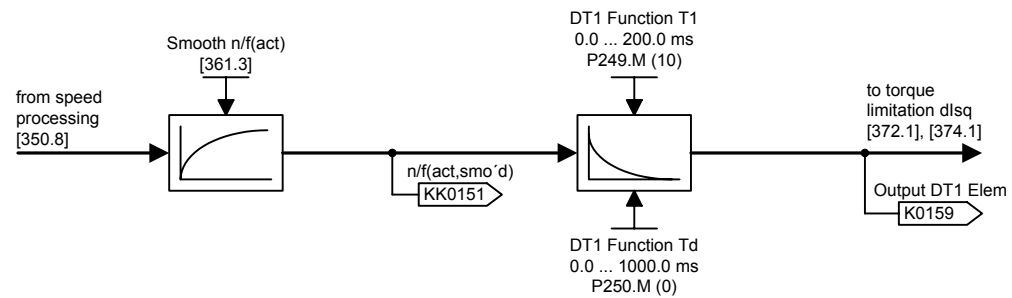 DT1 Function T1
0.0 ... 200.0 ms
P249.M (10)
Smooth n/f(act)
[361.3]
from speed
processing
[350.8]
to torque
limitation dIsq
[372.1], [374.1]
n/f(act,smo´d)
KK0151
Output DT1 Elem
K0159
DT1 Function Td
0.0 ... 1000.0 ms
P250.M (0)